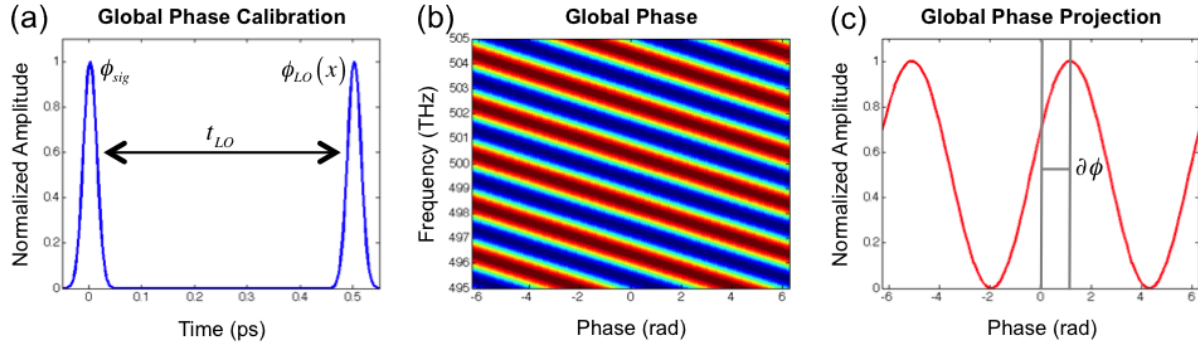 (a)
Global Phase Calibration
Normalized Amplitude
1
0.8
0.6
0.4
0.2
0
ϕsig
ϕLO(x)
tLO
0
0.1
0.2
0.3
0.4
0.5
Time (ps)
(b)
Global Phase
Frequency (THz)
505
504
503
502
501
500
499
498
497
496
495
-6
-4
-2
0
2
4
6
Phase (rad)
(c)
Global Phase Projection
Normalized Amplitude
1
0.8
0.6
0.4
0.2
0
∂ϕ
-6
-4
-2
0
2
4
6
Phase (rad)